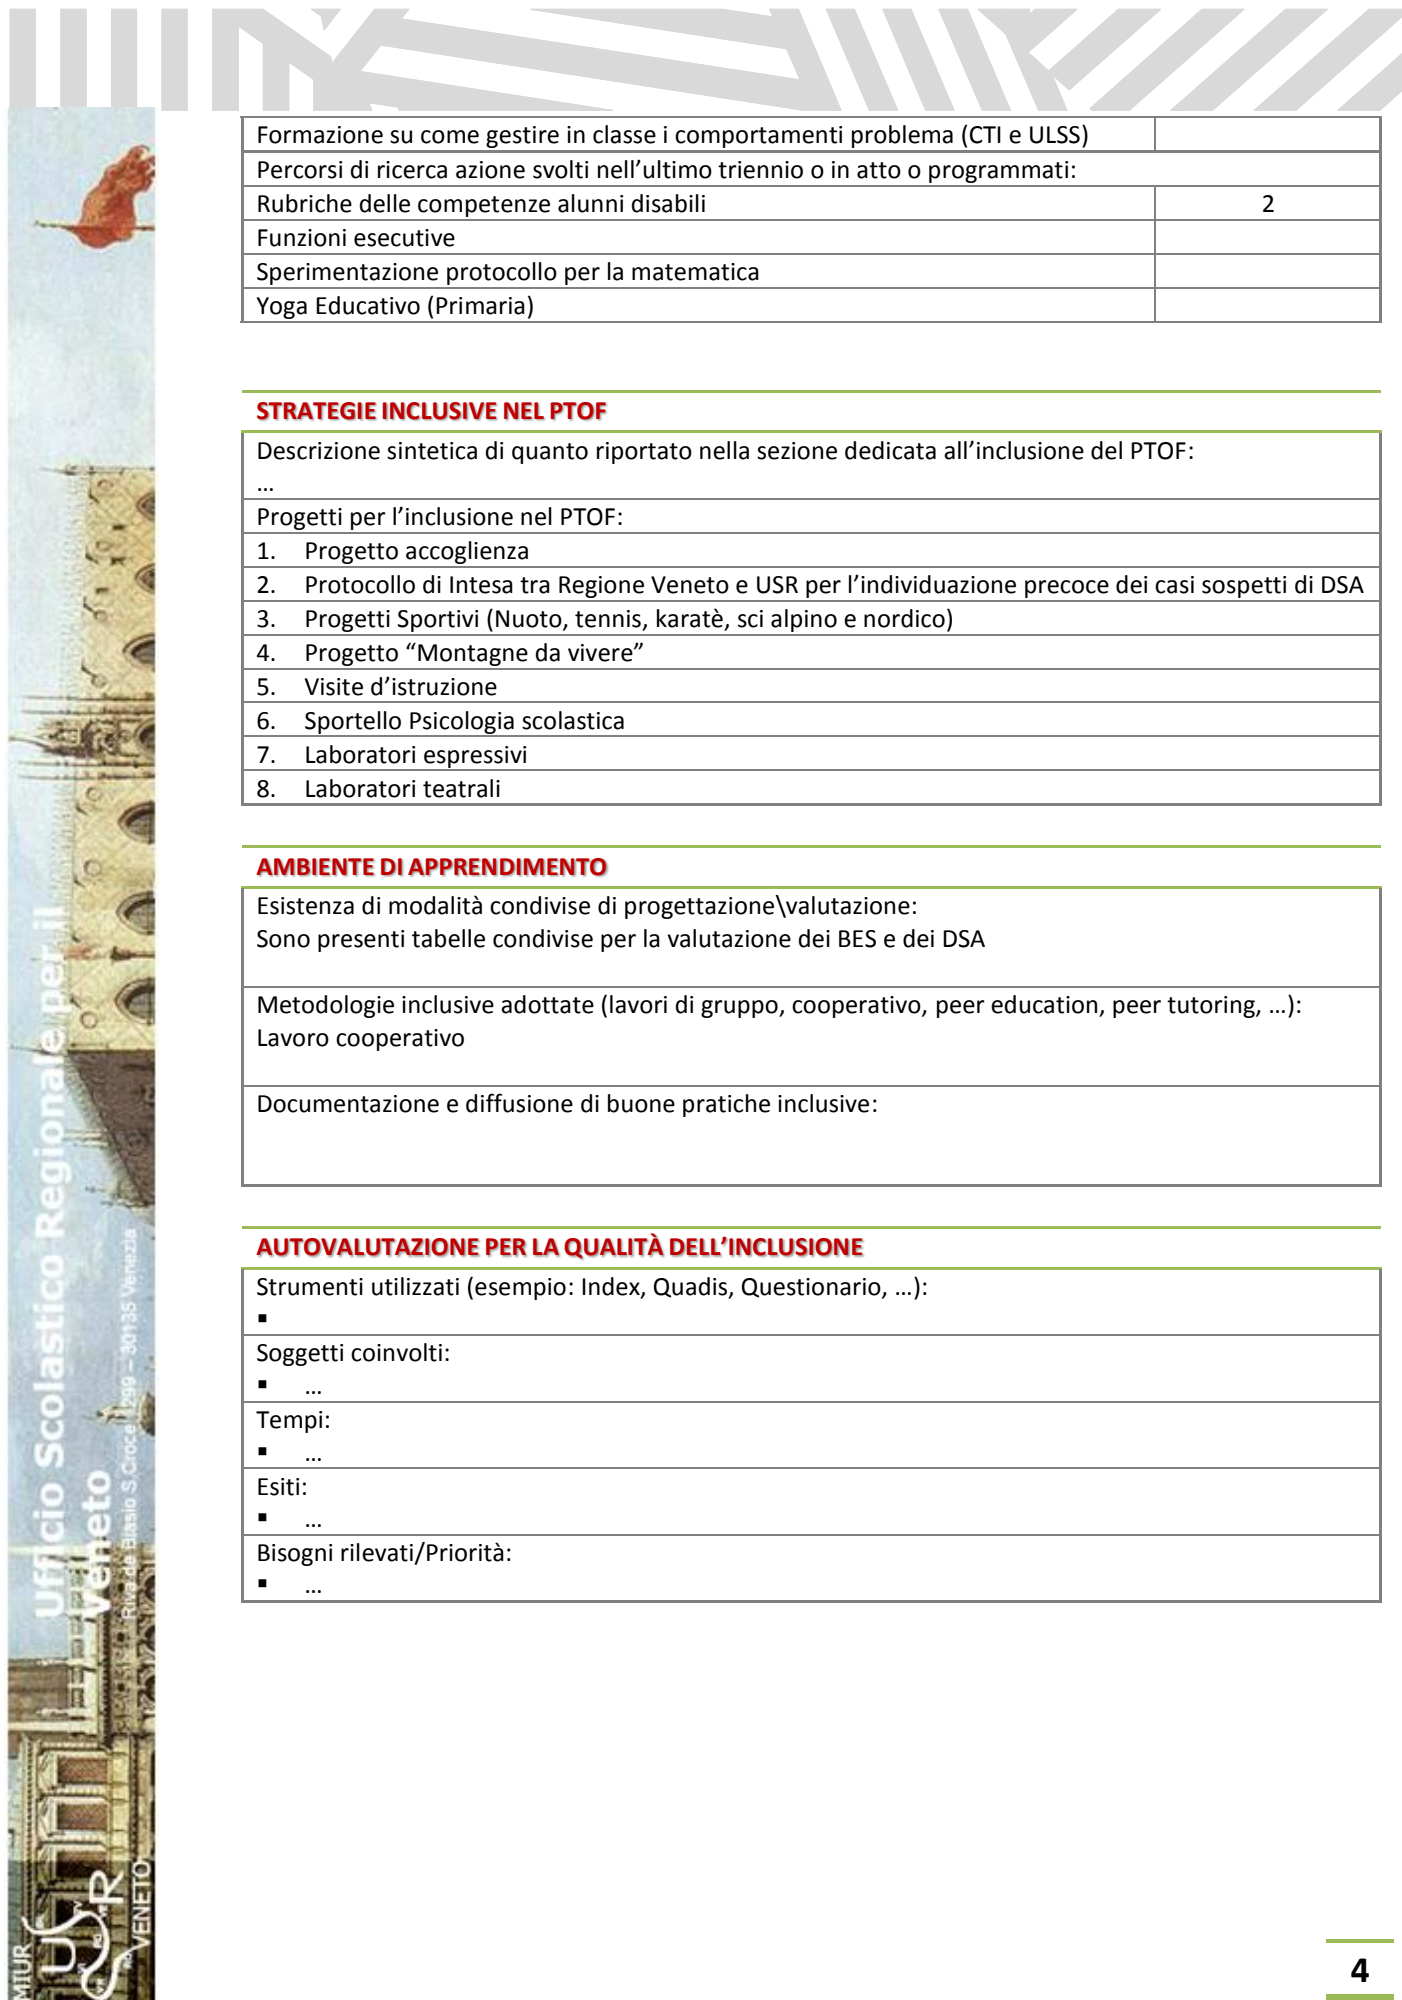 Formazione su come gestire in classe i comportamenti problema (CTI e ULSS)
Percorsi di ricerca azione svolti nell’ultimo triennio o in atto o programmati:
Rubriche delle competenze alunni disabili 2
Funzioni esecutive
Sperimentazione protocollo per la matematica
Yoga Educativo (Primaria)
STRATEGIE INCLUSIVE NEL PTOF
Descrizione sintetica di quanto riportato nella sezione dedicata all’inclusione del PTOF:
…
Progetti per l’inclusione nel PTOF:
1. Progetto accoglienza
2. Protocollo di Intesa tra Regione Veneto e USR per l’individuazione precoce dei casi sospetti di DSA
3. Progetti Sportivi (Nuoto, tennis, karatè, sci alpino e nordico)
4. Progetto “Montagne da vivere”
5. Visite d’istruzione
6. Sportello Psicologia scolastica
7. Laboratori espressivi
8. Laboratori teatrali
AMBIENTE DI APPRENDIMENTO
Esistenza di modalità condivise di progettazione\valutazione:
Sono presenti tabelle condivise per la valutazione dei BES e dei DSA
Metodologie inclusive adottate (lavori di gruppo, cooperativo, peer education, peer tutoring, …):
Lavoro cooperativo
Documentazione e diffusione di buone pratiche inclusive:
AUTOVALUTAZIONE PER LA QUALITÀ DELL’INCLUSIONE
Strumenti utilizzati (esempio: Index, Quadis, Questionario, …):
▪
Soggetti coinvolti:
▪ …
Tempi:
▪ …
Esiti:
▪ …
Bisogni rilevati/Priorità:
▪ …
Ufficio Scolastico Regionale per il
Veneto
Riva de Biasio S.Croce 1299 – 30135 Venezia
MIUR
USR
VENETO
4